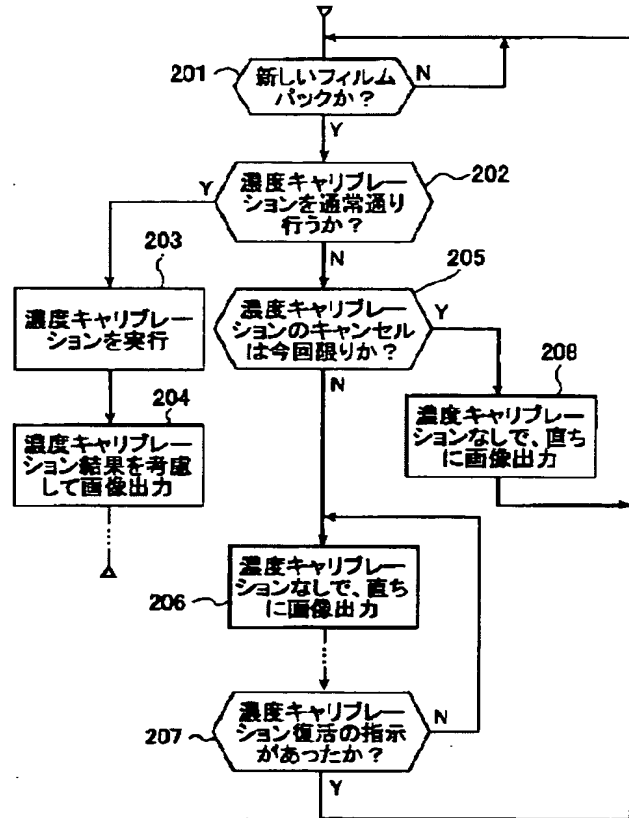 201
新しいフィルム
パックか？
N
Y
Y
濃度キャリブレー
ションを通常通り
行うか？
202
N
203
濃度キャリブレー
ションを実行
205
濃度キャリブレー
ションのキャンセル
は今回限りか？
Y
N
204
濃度キャリブレー
ション結果を考慮
して画像出力
208
濃度キャリブレー
ションなしで、直ち
に画像出力
206
濃度キャリブレー
ションなしで、直ち
に画像出力
207
濃度キャリブレー
ション復活の指示
があったか？
N
Y